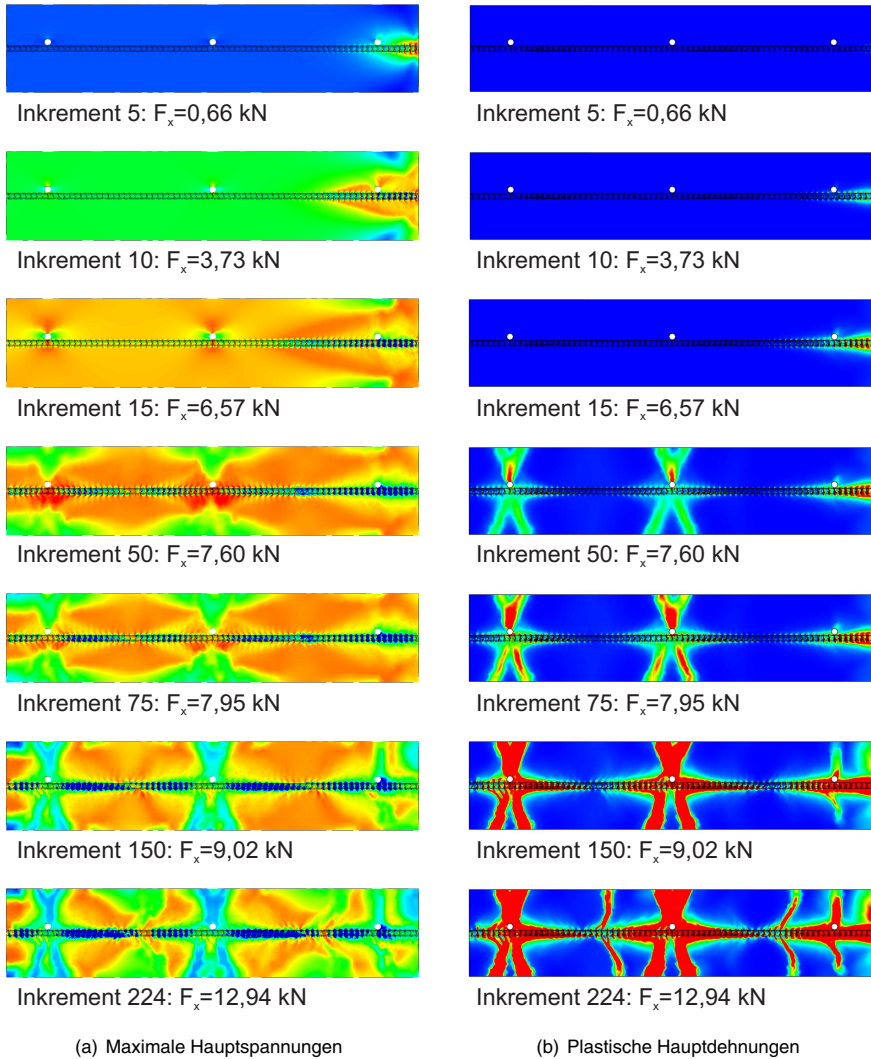 Inkrement 5: Fx=0,66 kN Inkrement 5: Fx=0,66 kN
Inkrement 10: Fx=3,73 kN Inkrement 10: Fx=3,73 kN
Inkrement 15: Fx=6,57 kN Inkrement 15: Fx=6,57 kN
Inkrement 50: Fx=7,60 kN Inkrement 50: Fx=7,60 kN
Inkrement 75: Fx=7,95 kN Inkrement 75: Fx=7,95 kN
Inkrement 150: Fx=9,02 kN Inkrement 150: Fx=9,02 kN
Inkrement 224: Fx=12,94 kN Inkrement 224: Fx=12,94 kN
(a) Maximale Hauptspannungen (b) Plastische Hauptdehnungen